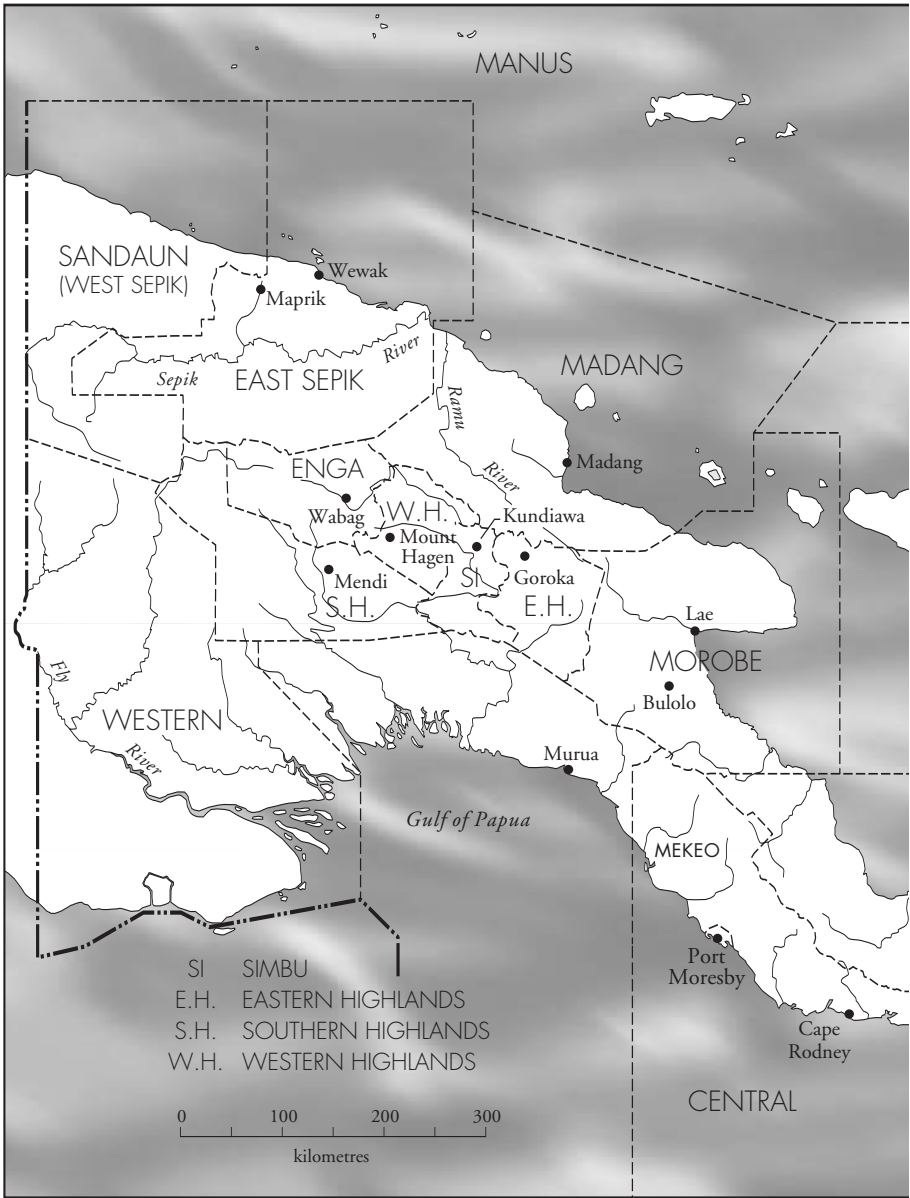 MANUS
SANDAUN
(WEST SEPIK)
Wewak
Maprik
River
Sepik
EAST SEPIK
MADANG
Ramu
River
Madang
ENGA
Wabag
W.H.
Kundiawa
Mount
Hagen
SI
Goroka
Mendi
S.H.
E.H.
Lae
MOROBE
Bulolo
Fly
River
WESTERN
Murua
Gulf of Papua
MEKEO
Port
Moresby
Cape
Rodney
SI SIMBU
E.H. EASTERN HIGHLANDS
S.H. SOUTHERN HIGHLANDS
W.H. WESTERN HIGHLANDS
CENTRAL
0 100 200 300
kilometres